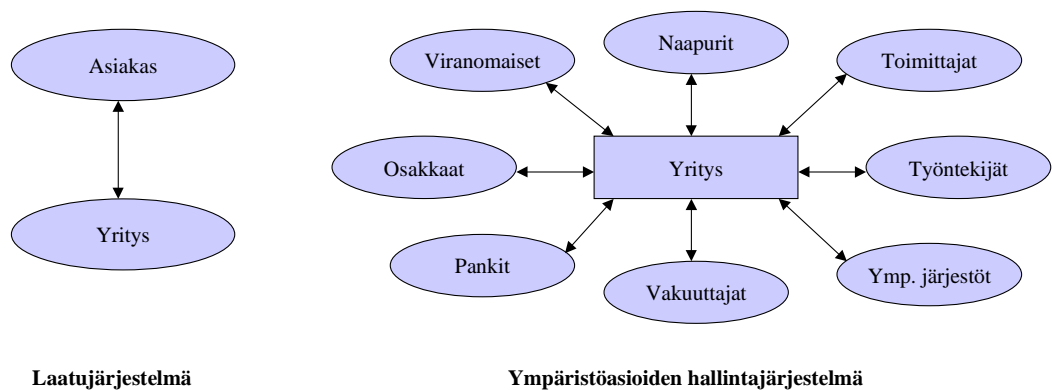 Asiakas
Yritys
Laatujärjestelmä
Naapurit
Viranomaiset
Toimittajat
Osakkaat
Yritys
Työntekijät
Pankit
Vakuuttajat
Ymp. järjestöt
Ympäristöasioiden hallintajärjestelmä